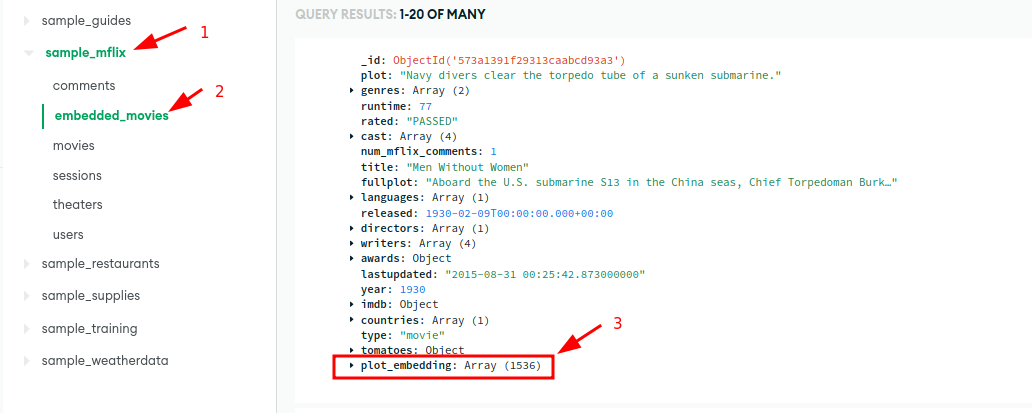 sample_guides
sample_mflix
1
comments
2
embedded_movies
movies
sessions
theaters
users
sample_restaurants
sample_supplies
sample_training
sample_weatherdata
QUERY RESULTS: 1-20 OF MANY
_id: ObjectId('573a1391f29313caabcd93a3')
plot: "Navy divers clear the torpedo tube of a sunken submarine."
genres: Array (2)
runtime: 77
rated: "PASSED"
cast: Array (4)
num_mflix_comments: 1
title: "Men Without Women"
fullplot: "Aboard the U.S. submarine S13 in the China seas, Chief Torpedoman Burk…"
languages: Array (1)
released: 1930-02-09T00:00:00.000+00:00
directors: Array (1)
writers: Array (4)
awards: Object
lastupdated: "2015-08-31 00:25:42.873000000"
year: 1930
imdb: Object
countries: Array (1)
3
type: "movie"
tomatoes: Object
plot_embedding: Array (1536)